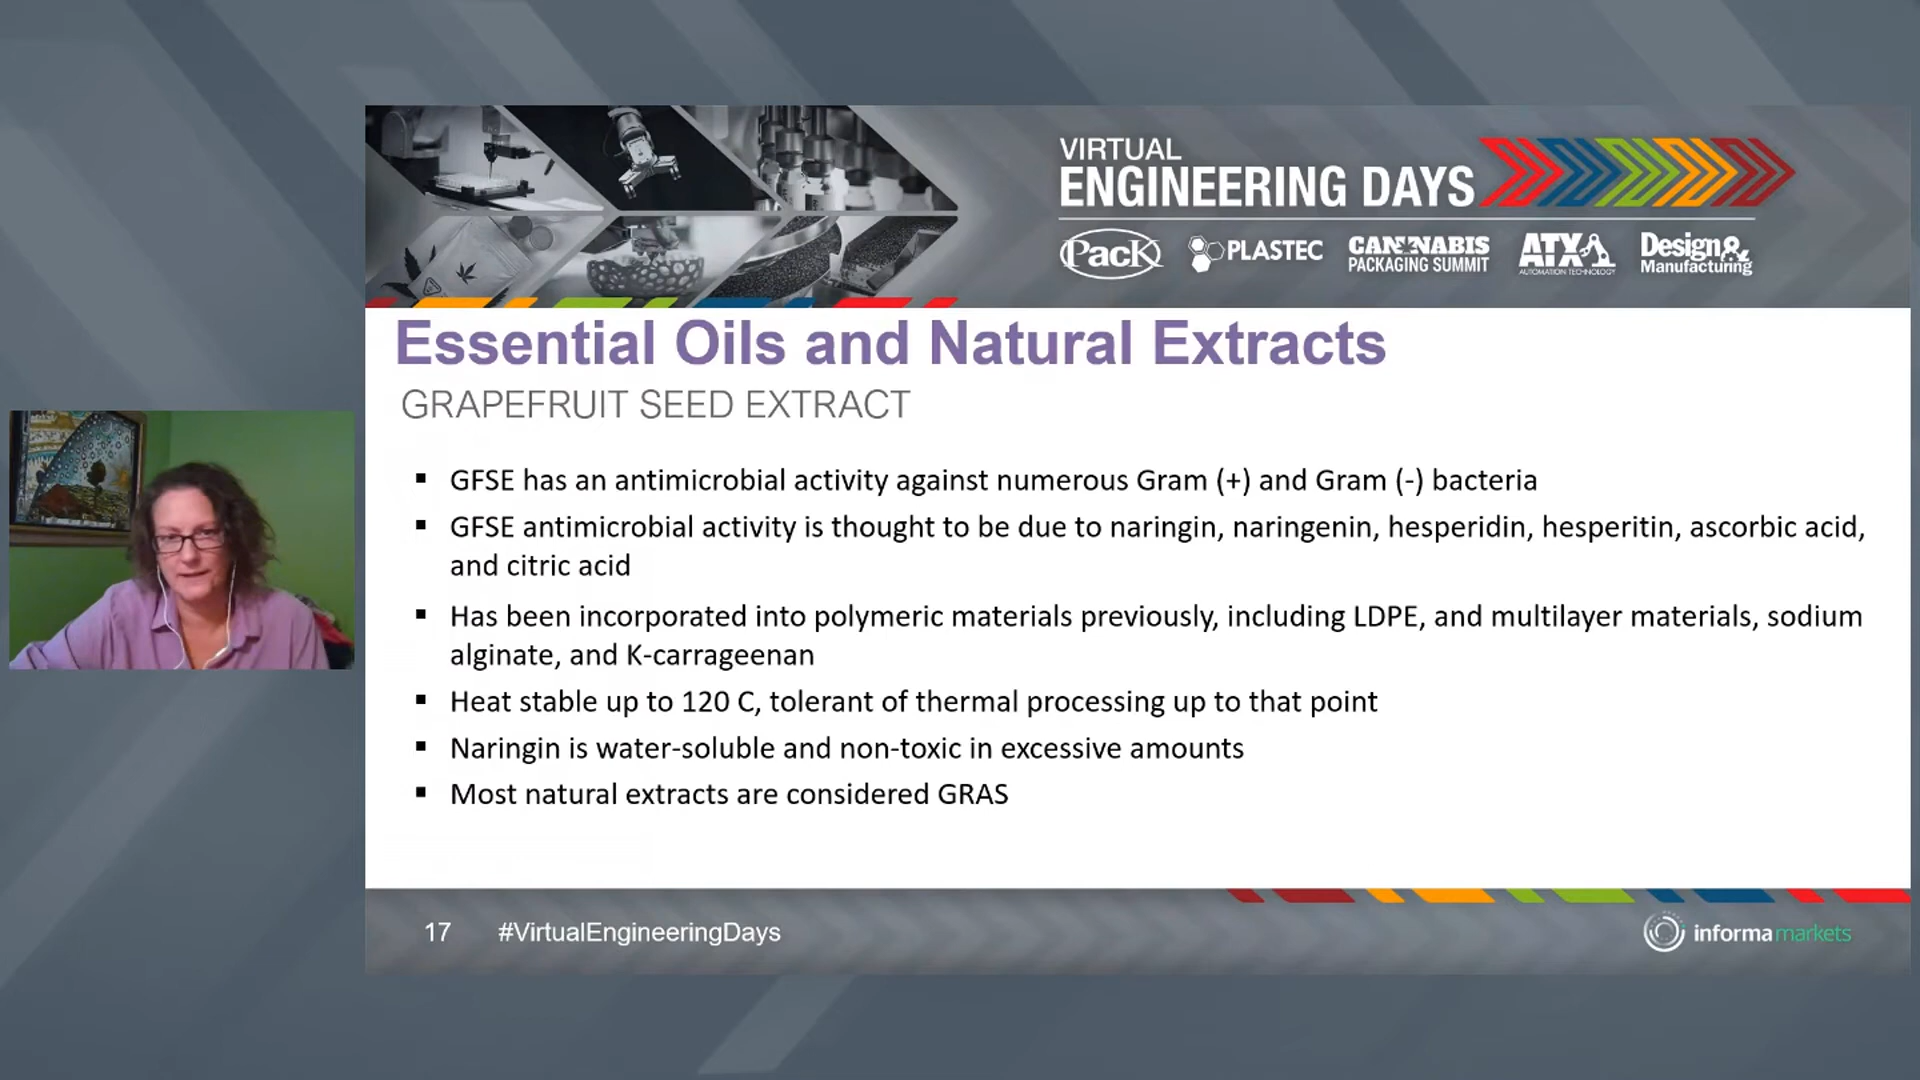 VIRTUAL
ENGINEERING DAYS
PACK
PLASTEC
CANNABIS
PACKAGING SUMMIT
ATX
AUTOMATION TECHNOLOGY
Design &
Manufacturing
Essential Oils and Natural Extracts
GRAPEFRUIT SEED EXTRACT
▪ GFSE has an antimicrobial activity against numerous Gram (+) and Gram (-) bacteria
▪ GFSE antimicrobial activity is thought to be due to naringin, naringenin, hesperidin, hesperitin, ascorbic acid,
and citric acid
▪ Has been incorporated into polymeric materials previously, including LDPE, and multilayer materials, sodium
alginate, and K-carrageenan
▪ Heat stable up to 120 C, tolerant of thermal processing up to that point
▪ Naringin is water-soluble and non-toxic in excessive amounts
▪ Most natural extracts are considered GRAS
17 #VirtualEngineeringDays
informa markets